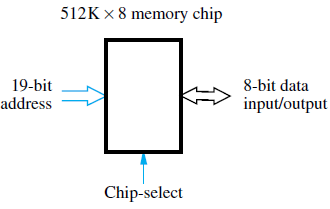 512K × 8 memory chip
19-bit
address
8-bit data
input/output
Chip-select